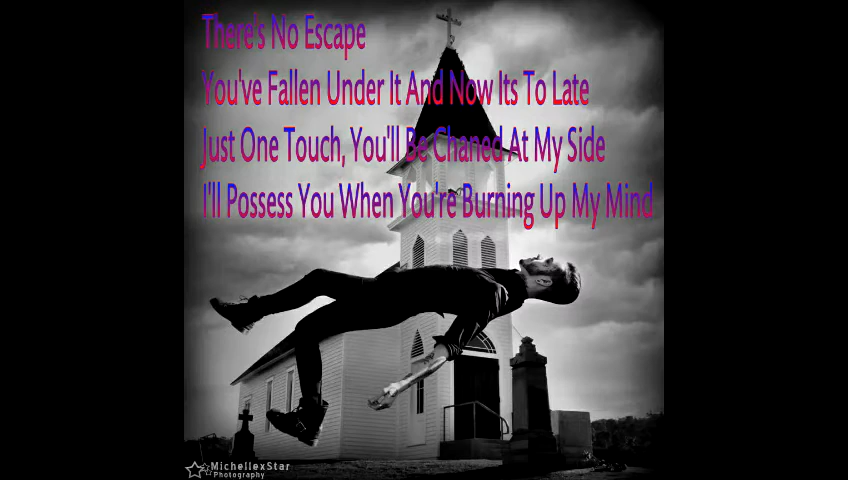 There's No Escape
You've Fallen Under It And Now Its To Late
Just One Touch, You'll Be Chaned At My Side
I'll Possess You When You're Burning Up My Mind
MichellexStar
Photography